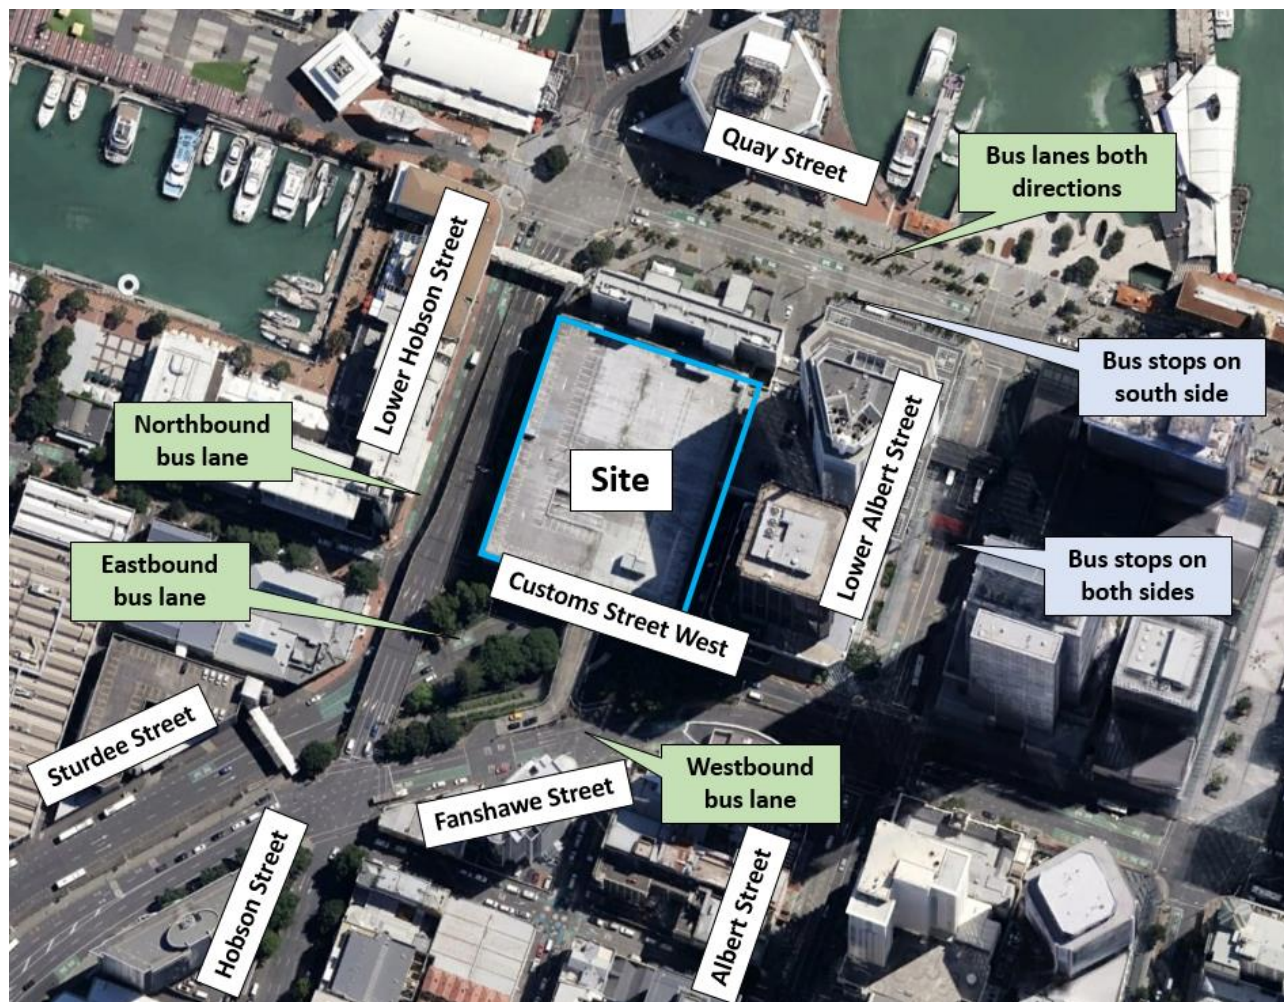 Quay Street
Bus lanes both
directions
Lower Hobson Street
Bus stops on
south side
Northbound
bus lane
Site
Lower Albert Street
Eastbound
bus lane
Bus stops on
both sides
Customs Street West
Sturdee Street
Westbound
bus lane
Fanshawe Street
Hobson Street
Albert Street